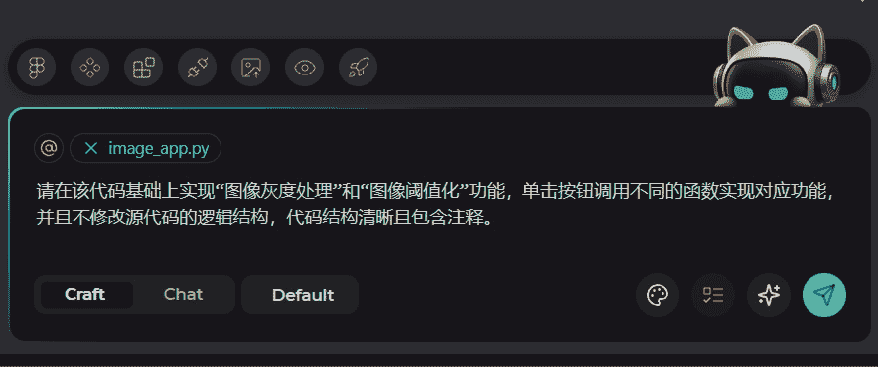 @ image_app.py
请在该代码基础上实现“图像灰度处理”和“图像阈值化”功能，单击按钮调用不同的函数实现对应功能，
并且不修改源代码的逻辑结构，代码结构清晰且包含注释。
Craft Chat Default